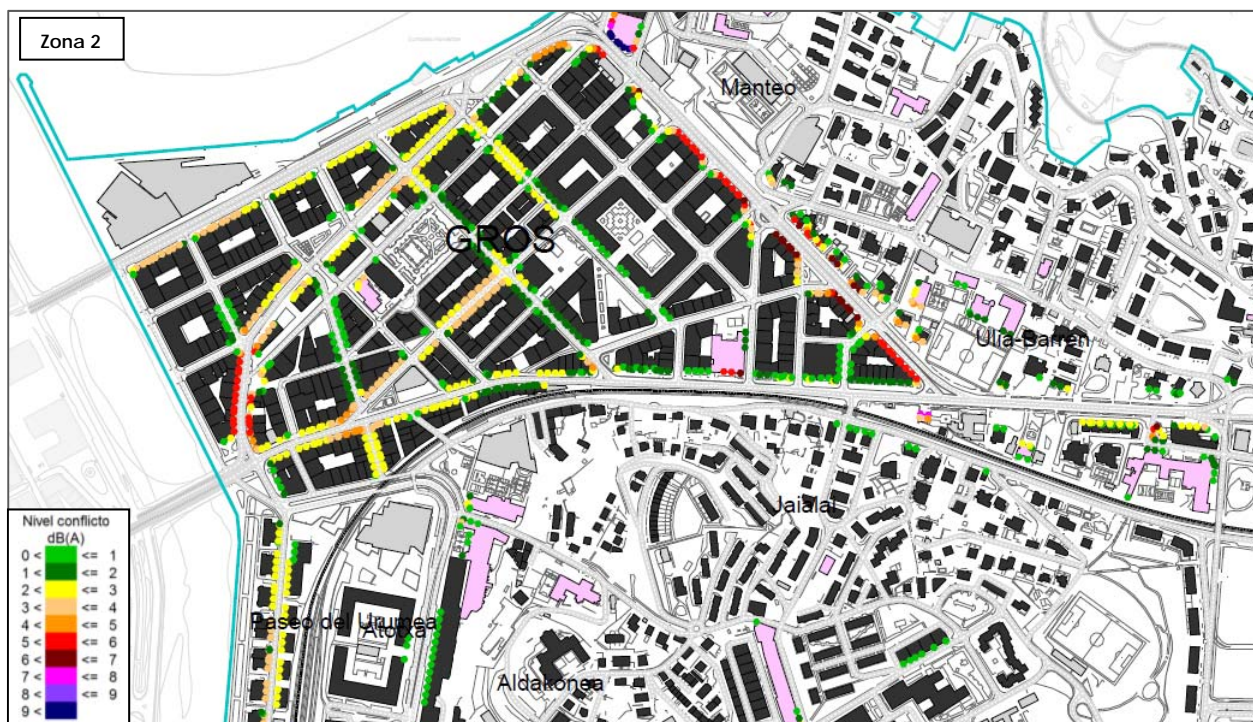 Zona 2
Manteo
GROS
Ulia-Barren
Jaialai
Paseo del Urumea
Atotxa
Aldakonea
Nivel conflicto
dB(A)
0 < <= 1
1 < <= 2
2 < <= 3
3 < <= 4
4 < <= 5
5 < <= 6
6 < <= 7
7 < <= 8
8 < <= 9
9 <